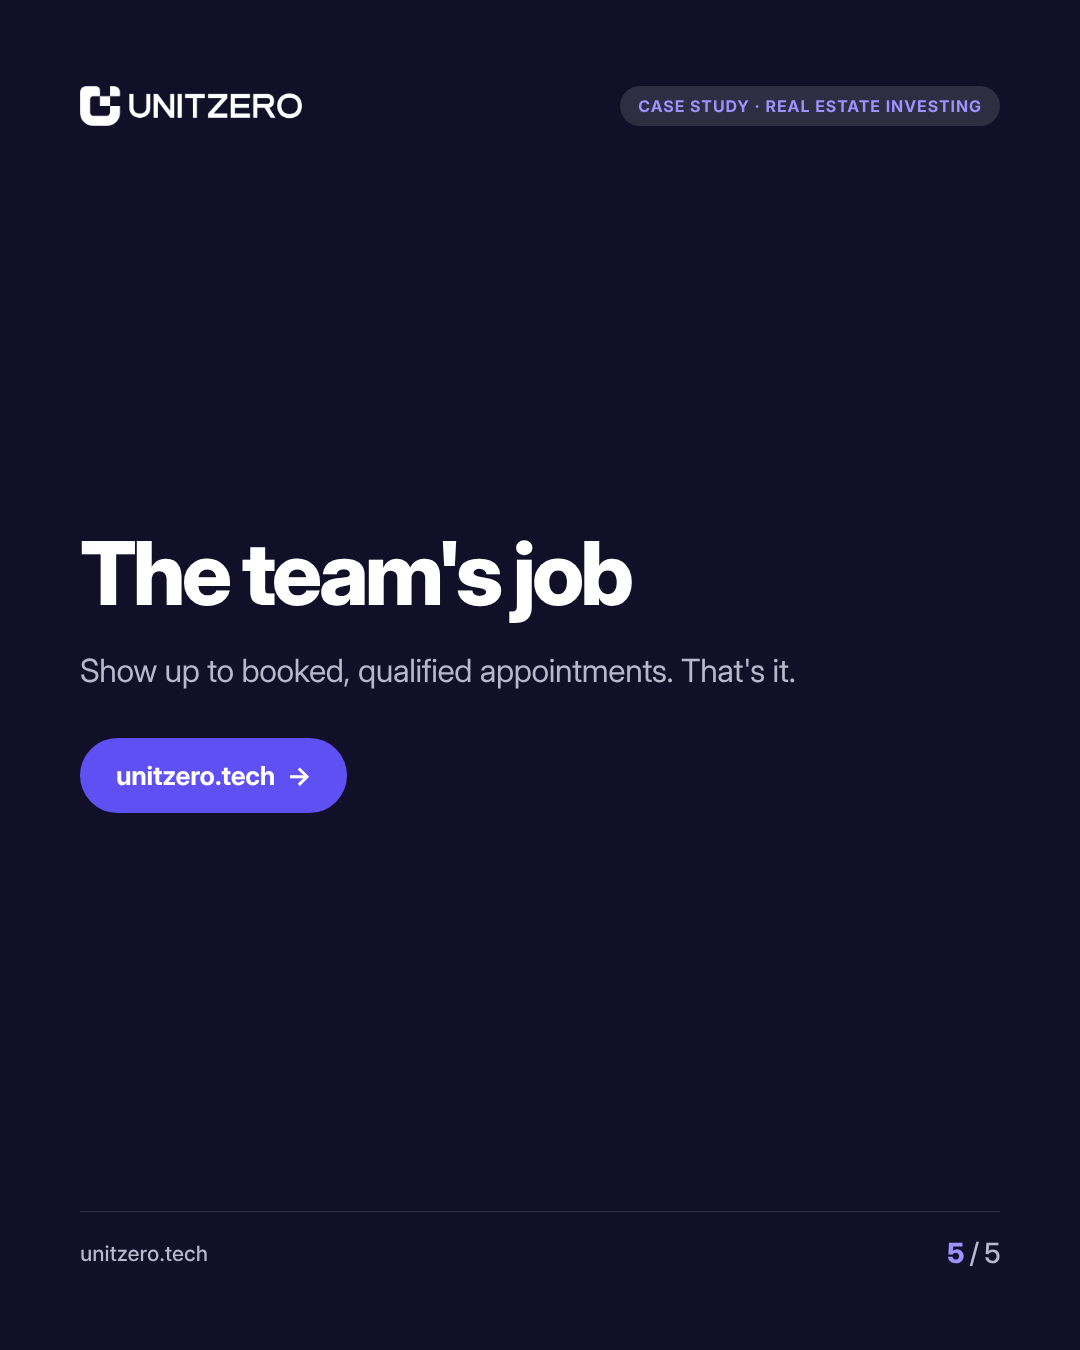 UNITZERO
CASE STUDY · REAL ESTATE INVESTING
The team's job
Show up to booked, qualified appointments. That's it.
unitzero.tech →
unitzero.tech
5 / 5